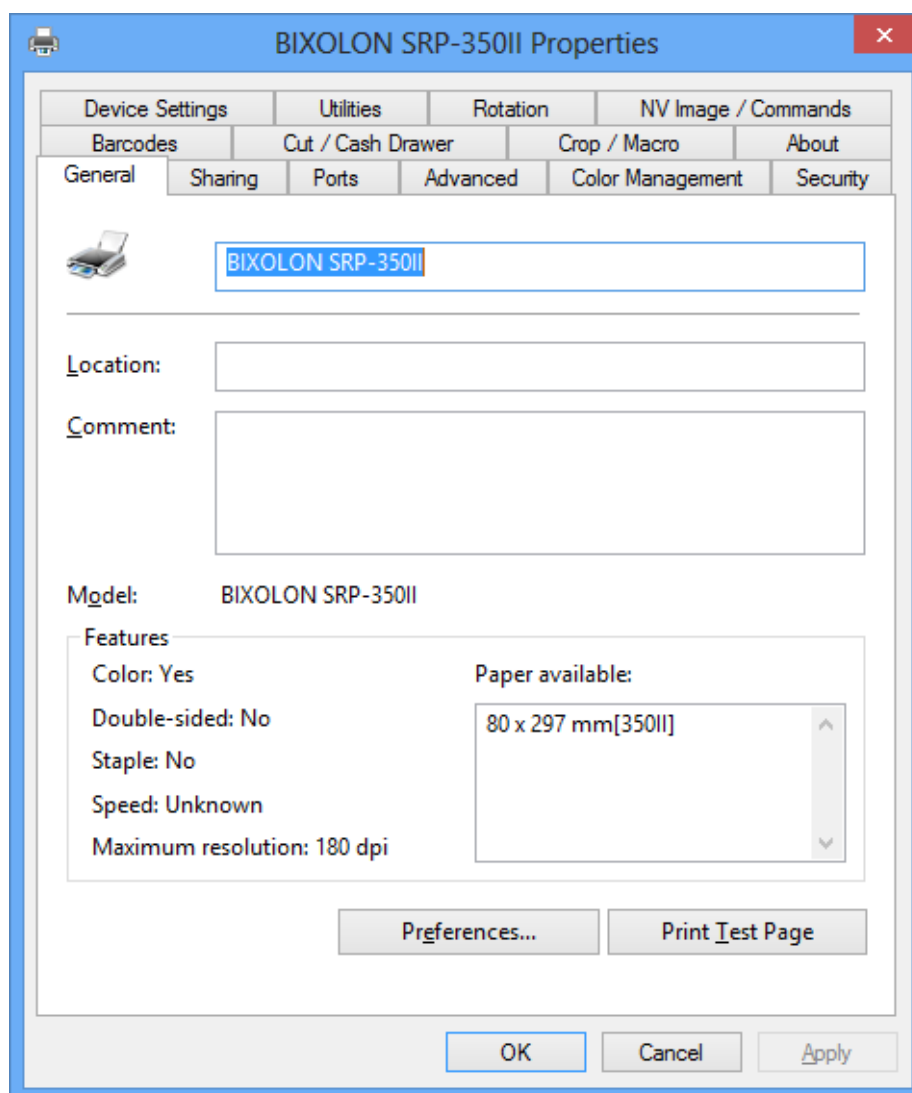 BIXOLON SRP-350II Properties
Device Settings Utilities Rotation NV Image / Commands
Barcodes Cut / Cash Drawer Crop / Macro About
General Sharing Ports Advanced Color Management Security
BIXOLON SRP-350II
Location:
Comment:
Model: BIXOLON SRP-350II
Features
Color: Yes Paper available:
Double-sided: No 80 x 297 mm[350II]
Staple: No
Speed: Unknown
Maximum resolution: 180 dpi
Preferences... Print Test Page
OK Cancel Apply